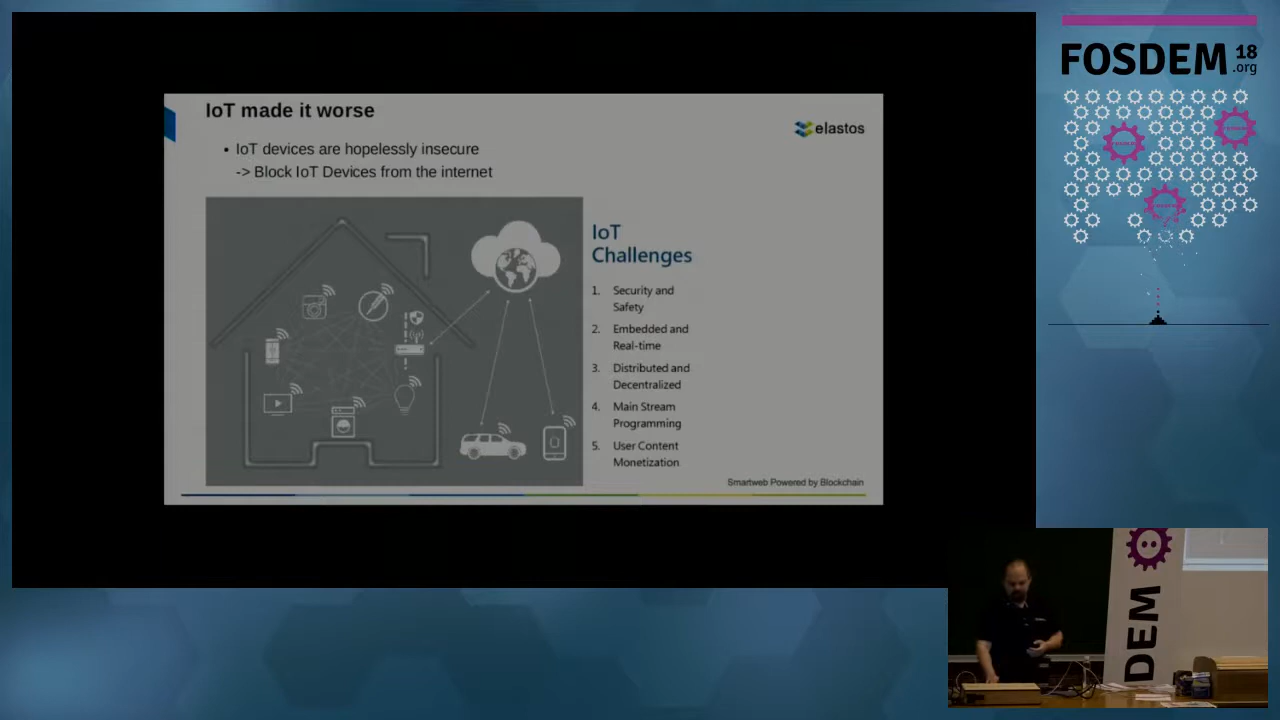 IoT made it worse
elastos
• IoT devices are hopelessly insecure
-> Block IoT Devices from the internet
IoT
Challenges
1. Security and
Safety
2. Embedded and
Real-time
3. Distributed and
Decentralized
4. Main Stream
Programming
5. User Content
Monetization
Smartweb Powered by Blockchain
FOSDEM 18
.org
DEM